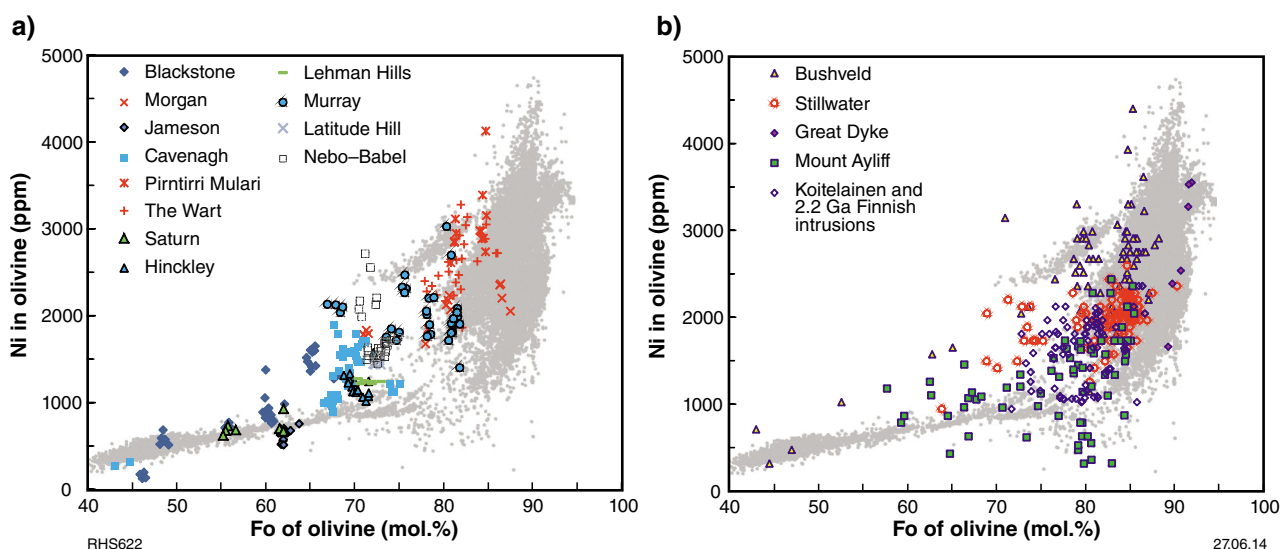 a)
5000
4000
3000
2000
1000
0
Ni in olivine (ppm)
40 50 60 70 80 90 100
Fo of olivine (mol.%)
Blackstone
Morgan
Jameson
Cavenagh
Pirntirri Mulari
The Wart
Saturn
Hinckley
Lehman Hills
Murray
Latitude Hill
Nebo–Babel
RHS622
b)
5000
4000
3000
2000
1000
0
Ni in olivine (ppm)
40 50 60 70 80 90 100
Fo of olivine (mol.%)
Bushveld
Stillwater
Great Dyke
Mount Ayliff
Koitelainen and
2.2 Ga Finnish
intrusions
27.06.14